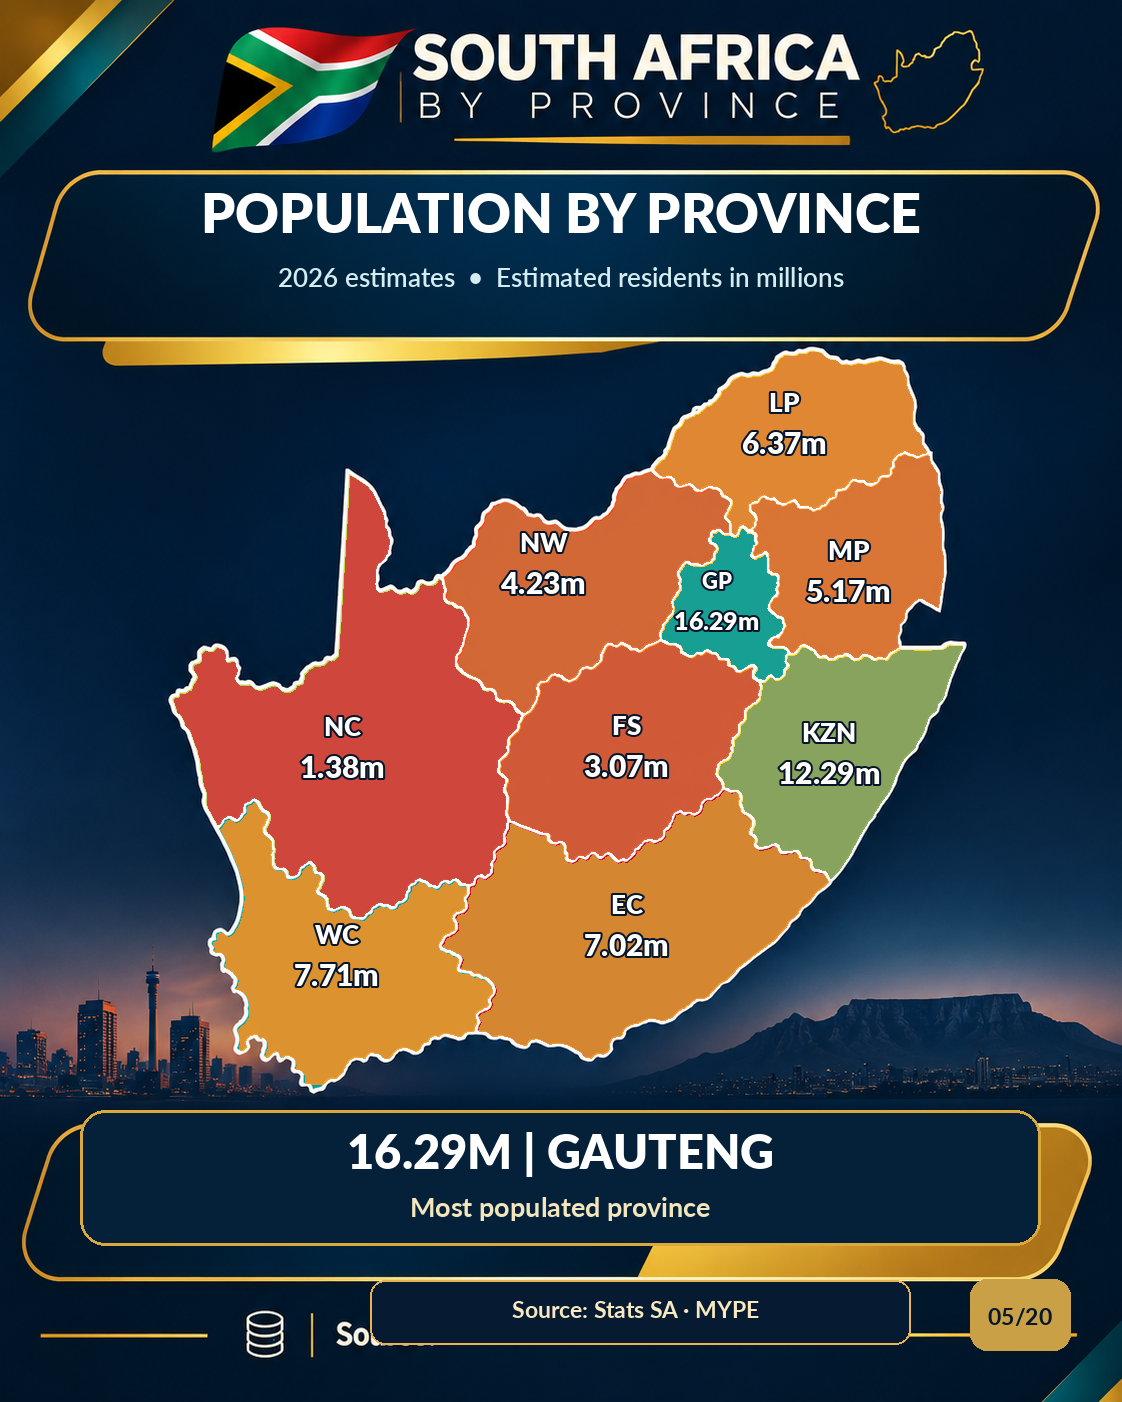 SOUTH AFRICA
BY PROVINCE
POPULATION BY PROVINCE
2026 estimates • Estimated residents in millions
LP
6.37m
NW
4.23m
MP
5.17m
GP
16.29m
NC
1.38m
FS
3.07m
KZN
12.29m
EC
7.02m
WC
7.71m
16.29M | GAUTENG
Most populated province
Source: Stats SA · MYPE
05/20